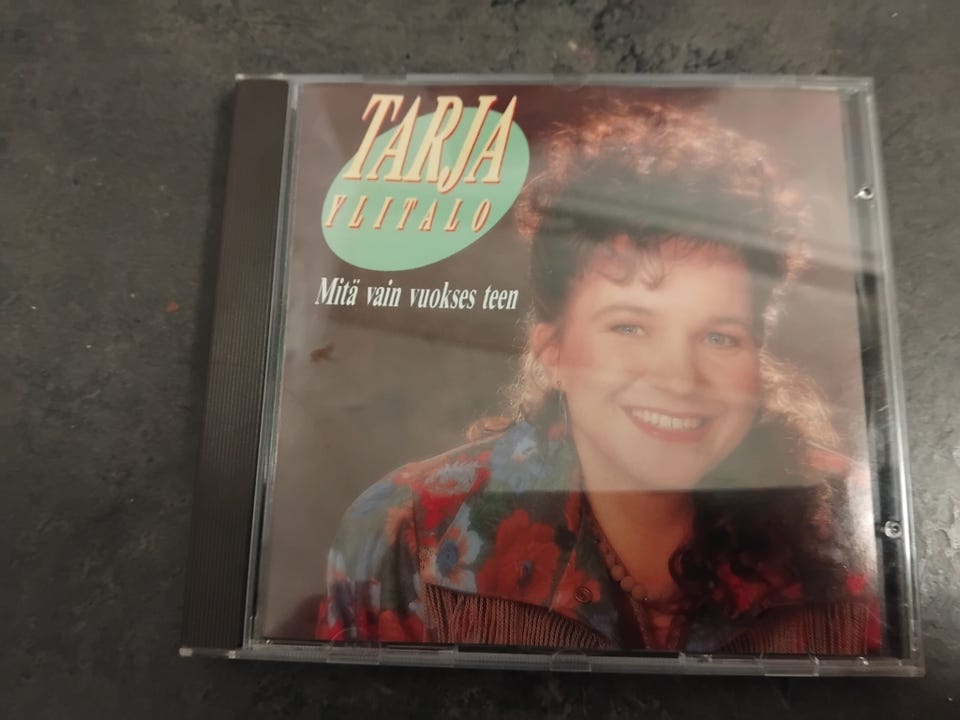 TARJA
YLITALO
Mitä vain vuokses teen